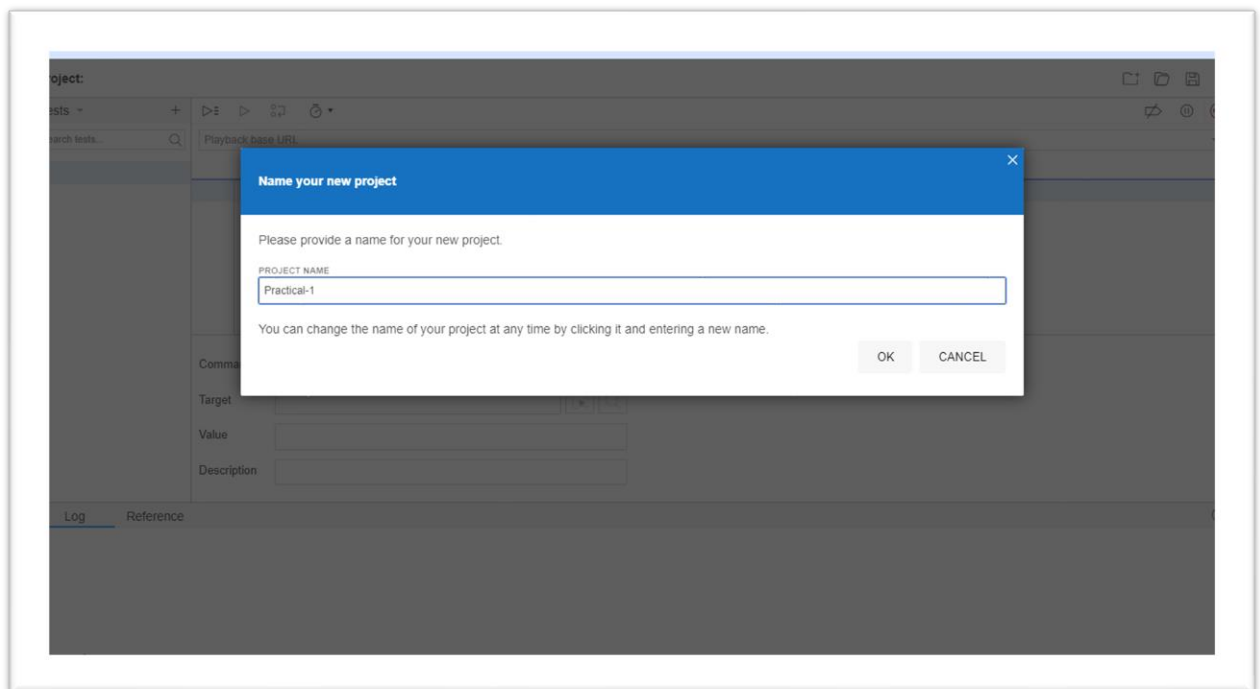 oject:
ests
earch tests...
Playback base URL
Name your new project
Please provide a name for your new project.
PROJECT NAME
Practical-1
You can change the name of your project at any time by clicking it and entering a new name.
OK CANCEL
Comma
Target
Value
Description
Log Reference